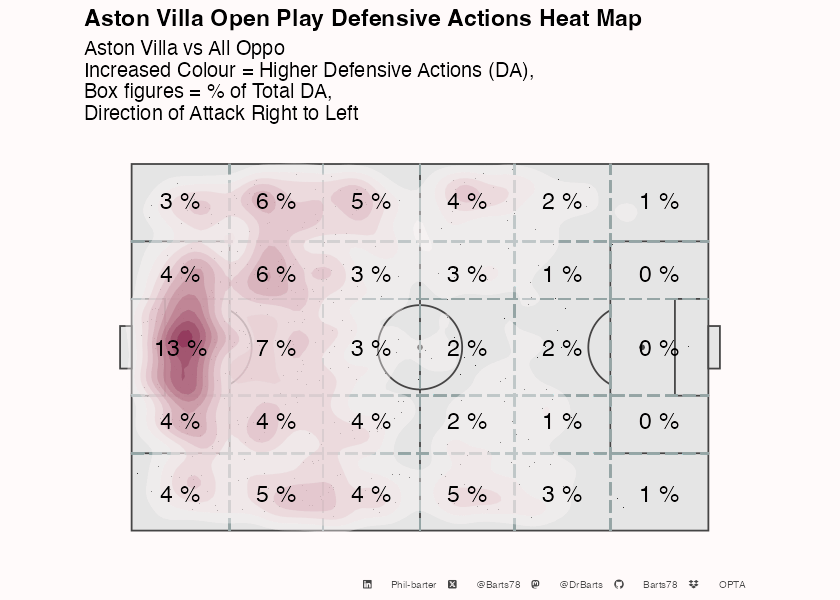 Aston Villa Open Play Defensive Actions Heat Map
Aston Villa vs All Oppo
Increased Colour = Higher Defensive Actions (DA),
Box figures = % of Total DA,
Direction of Attack Right to Left
3 % 6 % 5 % 4 % 2 % 1 %
4 % 6 % 3 % 3 % 1 % 0 %
13 % 7 % 3 % 2 % 2 % 0 %
4 % 4 % 4 % 2 % 1 % 0 %
4 % 5 % 4 % 5 % 3 % 1 %
Phil-barter @Barts78 @DrBarts Barts78 OPTA